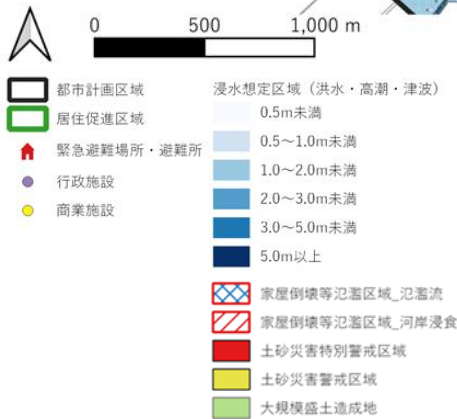 0 500 1,000 m
都市計画区域
居住促進区域
緊急避難場所・避難所
行政施設
商業施設
浸水想定区域（洪水・高潮・津波）
0.5m未満
0.5～1.0m未満
1.0～2.0m未満
2.0～3.0m未満
3.0～5.0m未満
5.0m以上
家屋倒壊等氾濫区域_氾濫流
家屋倒壊等氾濫区域_河岸浸食
土砂災害特別警戒区域
土砂災害警戒区域
大規模盛土造成地